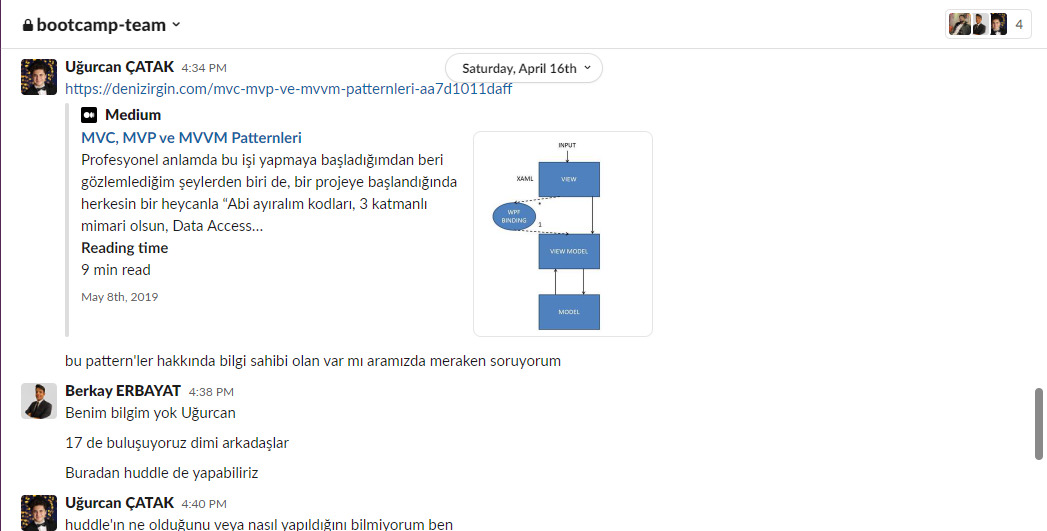 bootcamp-team
4
Saturday, April 16th
Uğurcan ÇATAK 4:34 PM
https://denizirgin.com/mvc-mvp-ve-mvvm-patternleri-aa7d1011daff
Medium
MVC, MVP ve MVVM Patternleri
Profesyonel anlamda bu işi yapmaya başladığımdan beri
gözlemlediğim şeylerden biri de, bir projeye başlandığında
herkesin bir heycanla “Abi ayıralım kodları, 3 katmanlı
mimari olsun, Data Access...
Reading time
9 min read
May 8th, 2019
INPUT
XAML
VIEW
*
WPF
BINDING
1
VIEW MODEL
MODEL
bu pattern'ler hakkında bilgi sahibi olan var mı aramızda meraken soruyorum
Berkay ERBAYAT 4:38 PM
Benim bilgim yok Uğurcan
17 de buluşuyoruz dimi arkadaşlar
Buradan huddle de yapabiliriz
Uğurcan ÇATAK 4:40 PM
huddle'ın ne olduğunu veya nasıl yapıldığını bilmiyorum ben